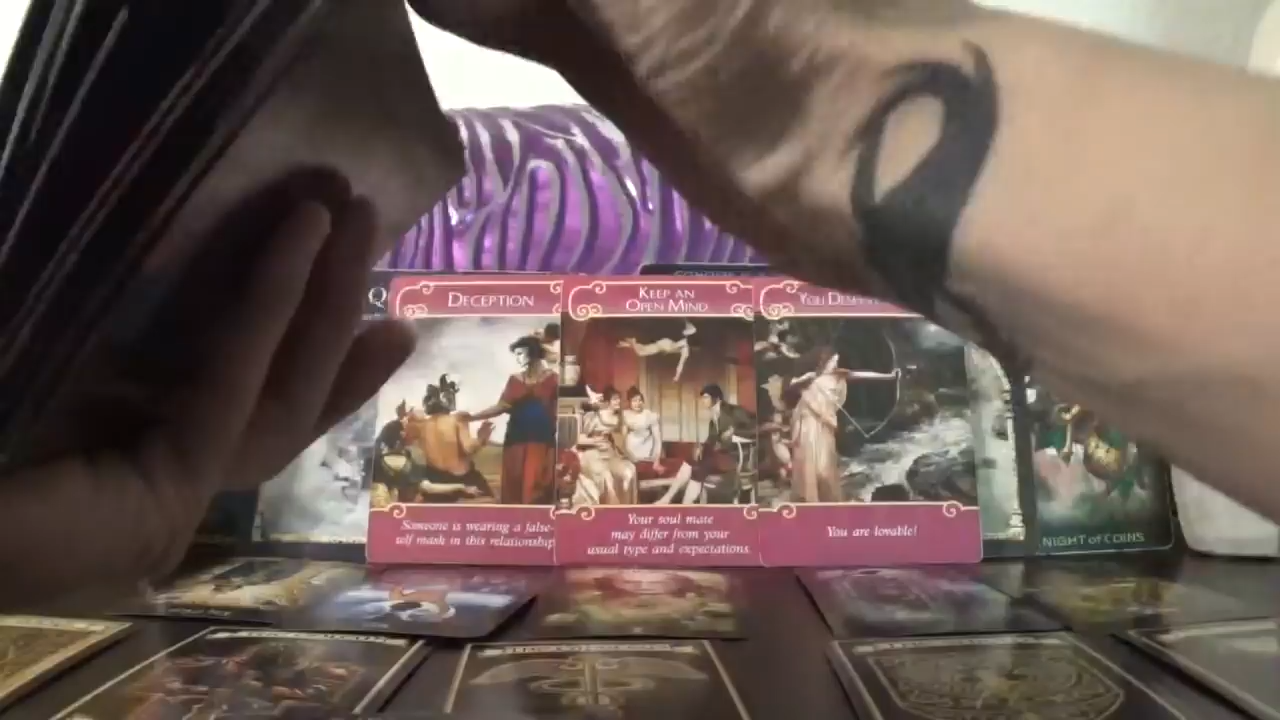 Q
DECEPTION
KEEP AN
OPEN MIND
YOU
Someone is wearing a false-
self mask in this relationship
Your soul mate
may differ from your
usual type and expectations.
You are lovable!
NIGHT OF COINS